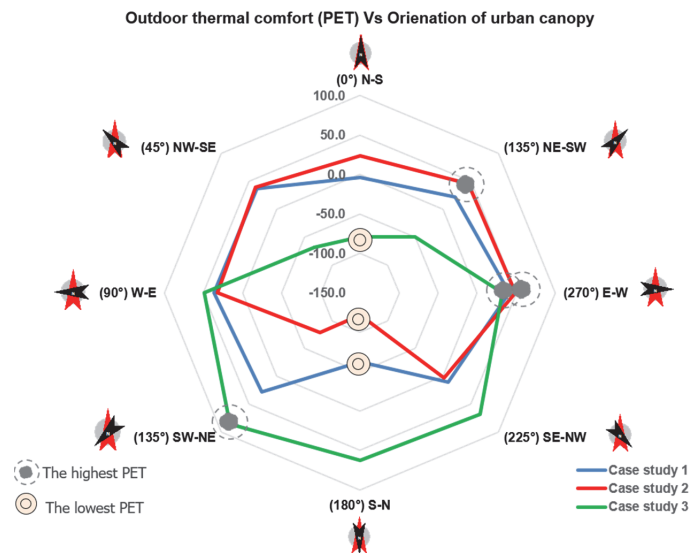 Outdoor thermal comfort (PET) Vs Orienation of urban canopy
(0°) N-S
100.0
(45°) NW-SE
50.0
(135°) NE-SW
0.0
-50.0
-100.0
(90°) W-E
-150.0
(270°) E-W
(135°) SW-NE
(225°) SE-NW
The highest PET
The lowest PET
(180°) S-N
Case study 1
Case study 2
Case study 3